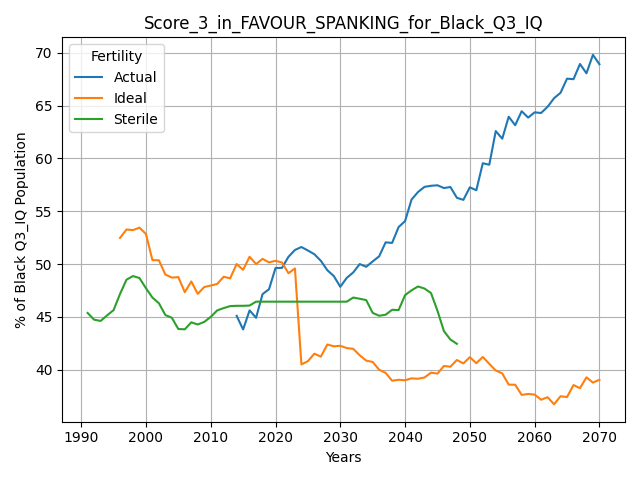 Score_3_in_FAVOUR_SPANKING_for_Black_Q3_IQ
Fertility
Actual
Ideal
Sterile
% of Black Q3_IQ Population
70
65
60
55
50
45
40
1990 2000 2010 2020 2030 2040 2050 2060 2070
Years